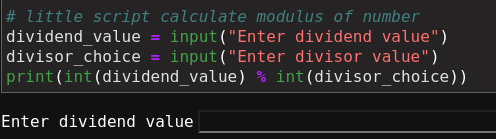 # little script calculate modulus of number
dividend_value = input("Enter dividend value")
divisor_choice = input("Enter divisor value")
print(int(dividend_value) % int(divisor_choice))
Enter dividend value